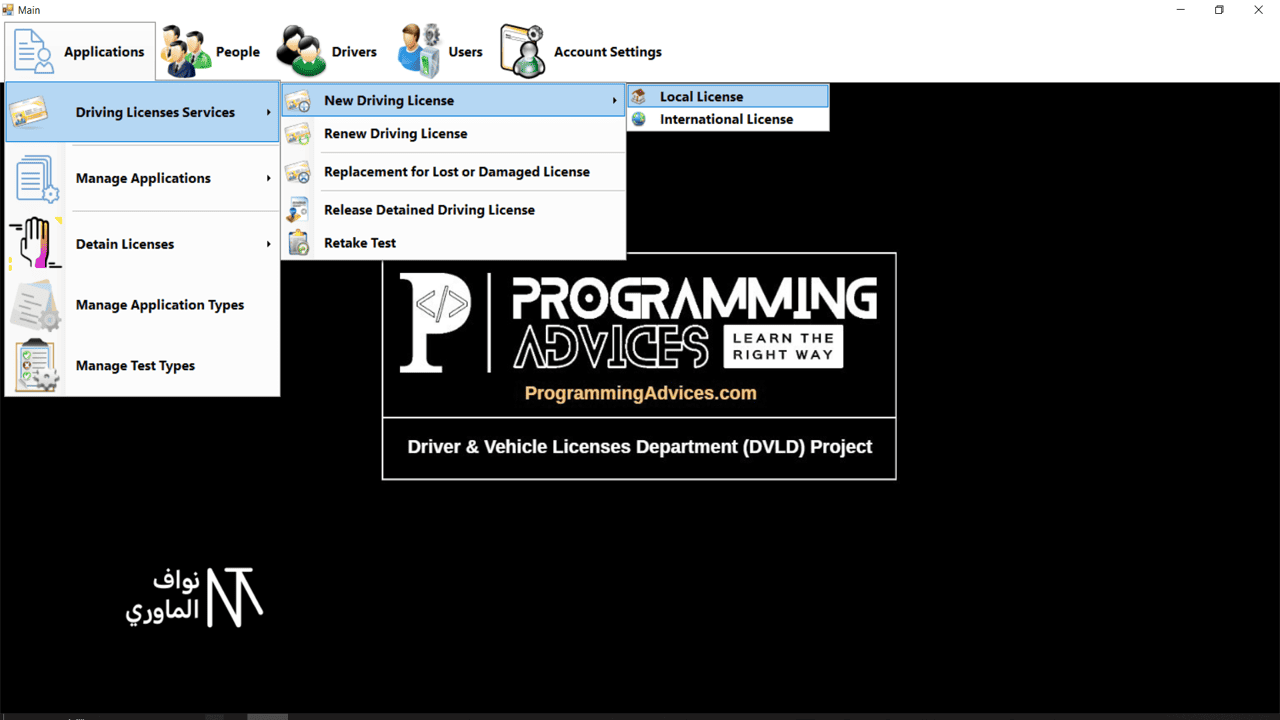 Main
Applications
People
Drivers
Users
Account Settings
Driving Licenses Services
Manage Applications
Detain Licenses
Manage Application Types
Manage Test Types
New Driving License
Renew Driving License
Replacement for Lost or Damaged License
Release Detained Driving License
Retake Test
Local License
International License
PROGRAMMING
ADVICES
LEARN THE
RIGHT WAY
ProgrammingAdvices.com
Driver & Vehicle Licenses Department (DVLD) Project
نواف
الماوري